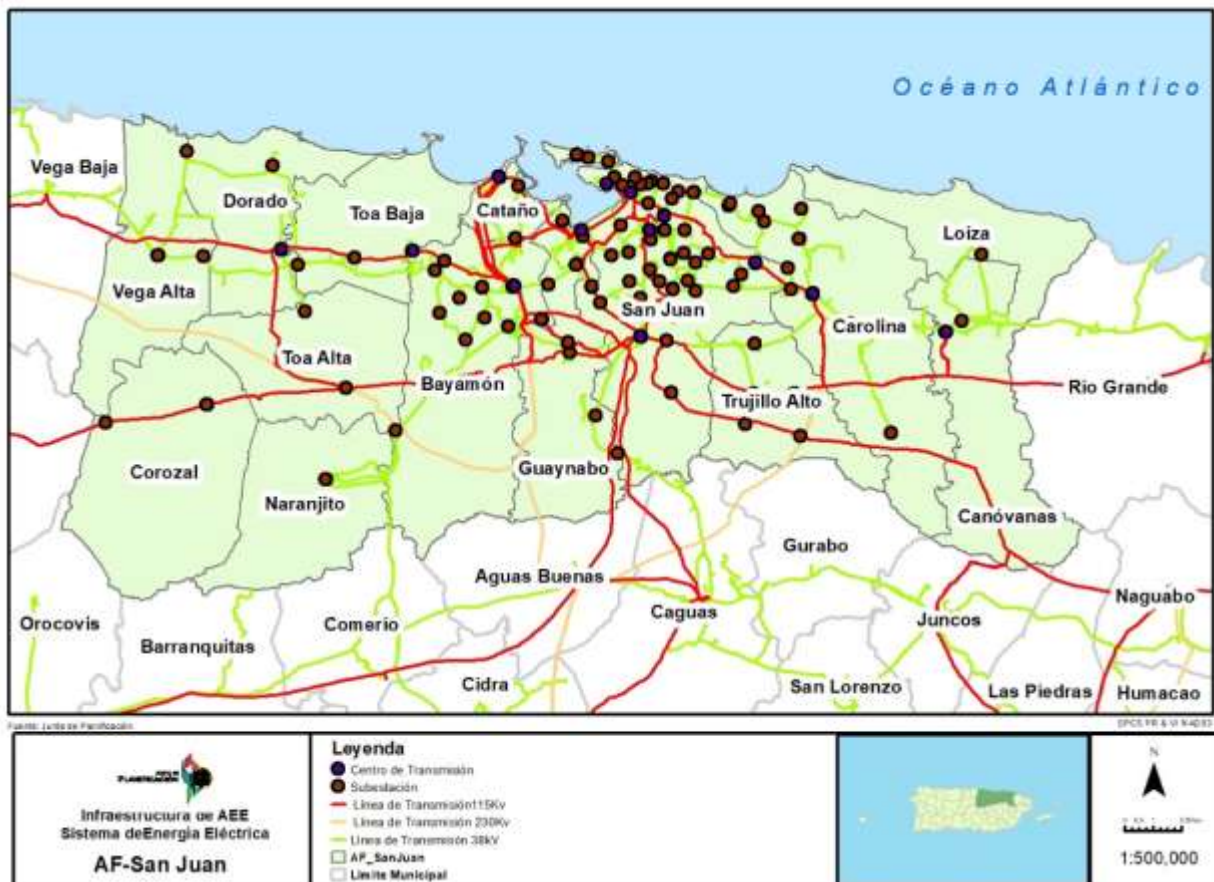 Océano Atlántico
Vega Baja
Dorado
Toa Baja
Cataño
Loiza
Vega Alta
San Juan
Carolina
Toa Alta
Bayamón
Rio Grande
Trujillo Alto
Corozal
Guaynabo
Naranjito
Canóvanas
Gurabo
Aguas Buenas
Naguabo
Orocovis
Comerio
Caguas
Juncos
Barranquitas
Cidra
San Lorenzo
Las Piedras
Humacao
Fuente: Junta de Planificación
Infraestructura de AEE
Sistema deEnergia Eléctrica
AF-San Juan
Leyenda
Centro de Transmisión
Subestación
Línea de Transmisión115Kv
Línea de Transmisión 230Kv
Línea de Transmisión 38kV
AF_SanJuan
Limite Municipal
N
1:500,000